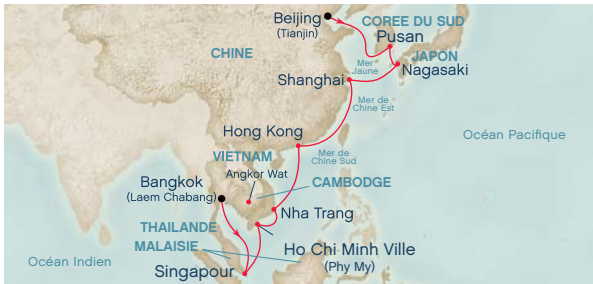 Beijing
(Tianjin)
COREE DU SUD
Pusan
CHINE
JAPON
Mer
Jaune
Nagasaki
Shanghai
Mer de
Chine Est
Hong Kong
Océan Pacifique
Mer de
Chine Sud
VIETNAM
Angkor Wat
Bangkok
(Laem Chabang)
CAMBODGE
Nha Trang
THAILANDE
MALAISIE
Ho Chi Minh Ville
(Phy My)
Océan Indien
Singapour